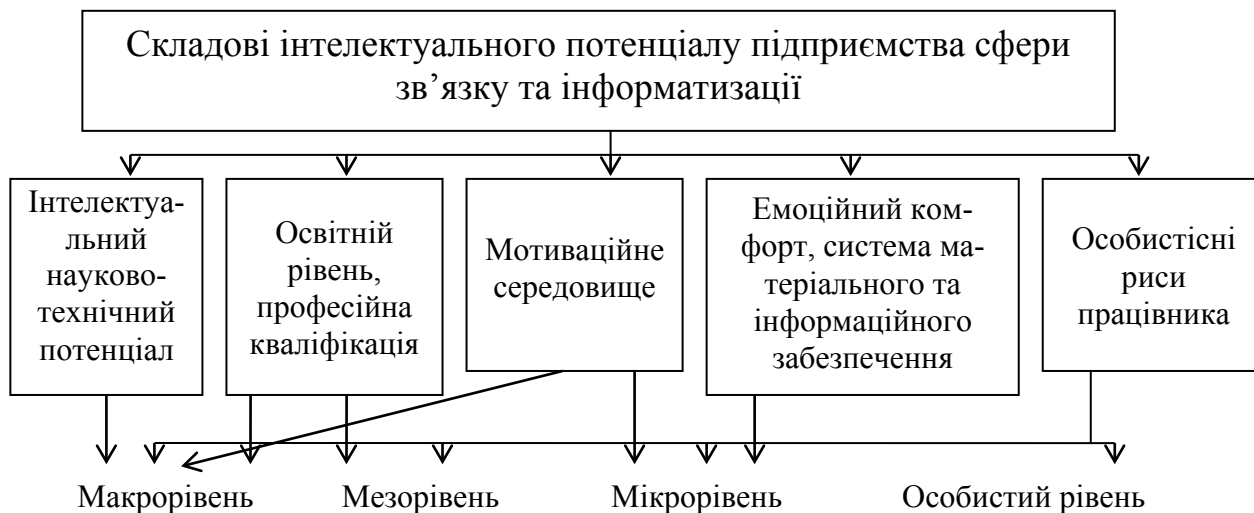 Складові інтелектуального потенціалу підприємства сфери
зв’язку та інформатизації
Інтелектуа-
льний
науково-
технічний
потенціал
Освітній
рівень,
професійна
кваліфікація
Мотиваційне
середовище
Емоційний ком-
форт, система ма-
теріального та
інформаційного
забезпечення
Особистісні
риси
працівника
Макрорівень
Мезорівень
Мікрорівень
Особистий рівень